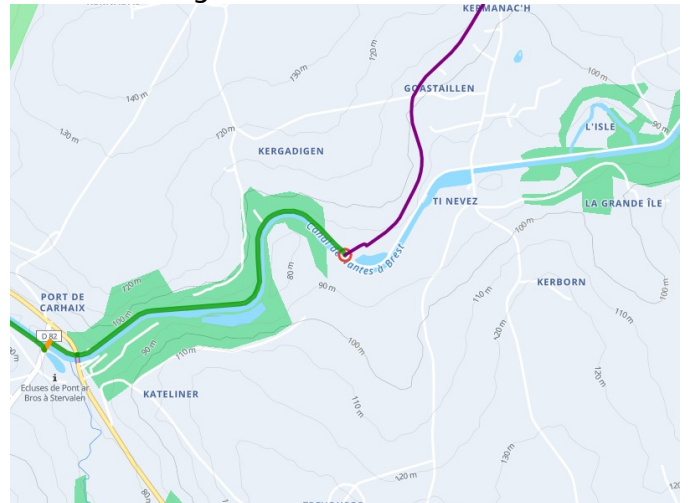 KERMANAC'H
120 m
130 m
100 m
140 m
GOASTAILLEN
90 m
130 m
120 m
L'ISLE
KERGADIGEN
TI NEVEZ
LA GRANDE ÎLE
Canal de Nantes à Brest
100 m
80 m
90 m
KERBORN
100 m
120 m
110 m
PORT DE
CARHAIX
100 m
110 m
D 82
90 m
110 m
100 m
120 m
Écluses de Pont ar
Bros à Stervalen
KATELINER
110 m
120 m
130 m
120 m
80 m